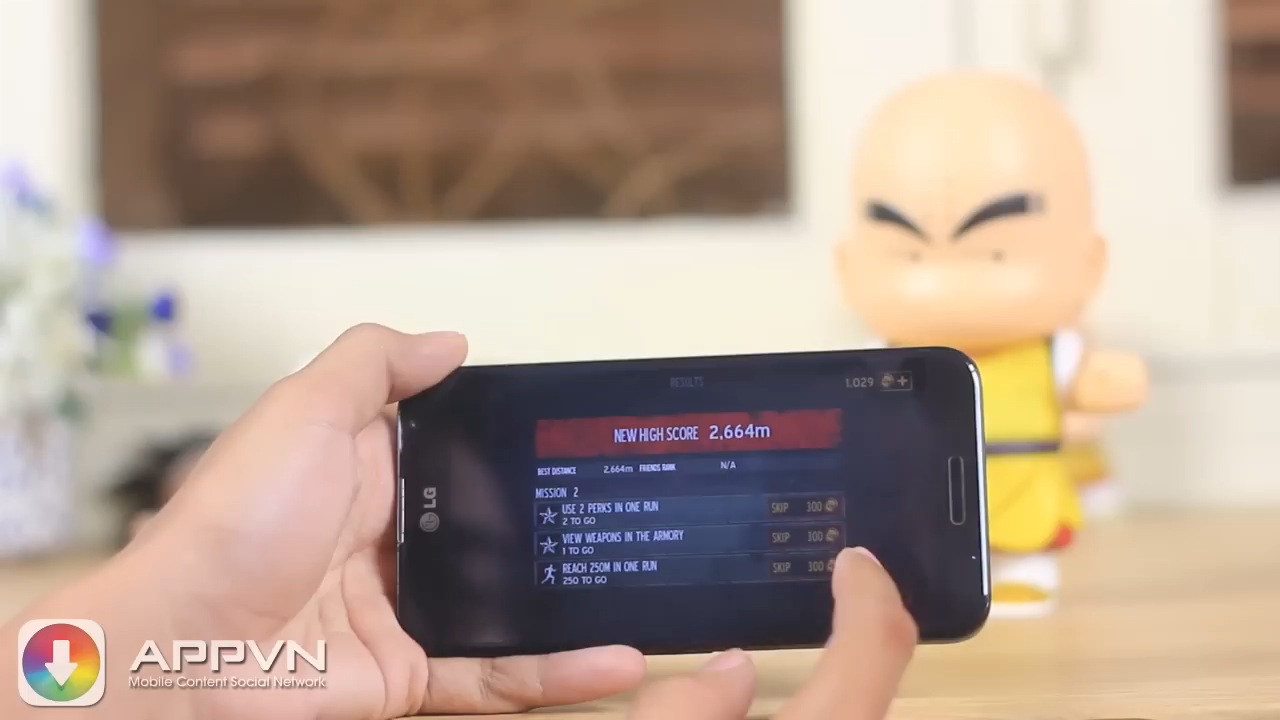 RESULTS
1.029
NEW HIGH SCORE 2,664m
BEST DISTANCE 2,664m FRIENDS RANK N/A
MISSION 2
USE 2 PERKS IN ONE RUN SKIP 300
2 TO GO
VIEW WEAPONS IN THE ARMORY SKIP 300
1 TO GO
REACH 250M IN ONE RUN SKIP 300
250 TO GO
LG
APPVN
Mobile Content Social Network